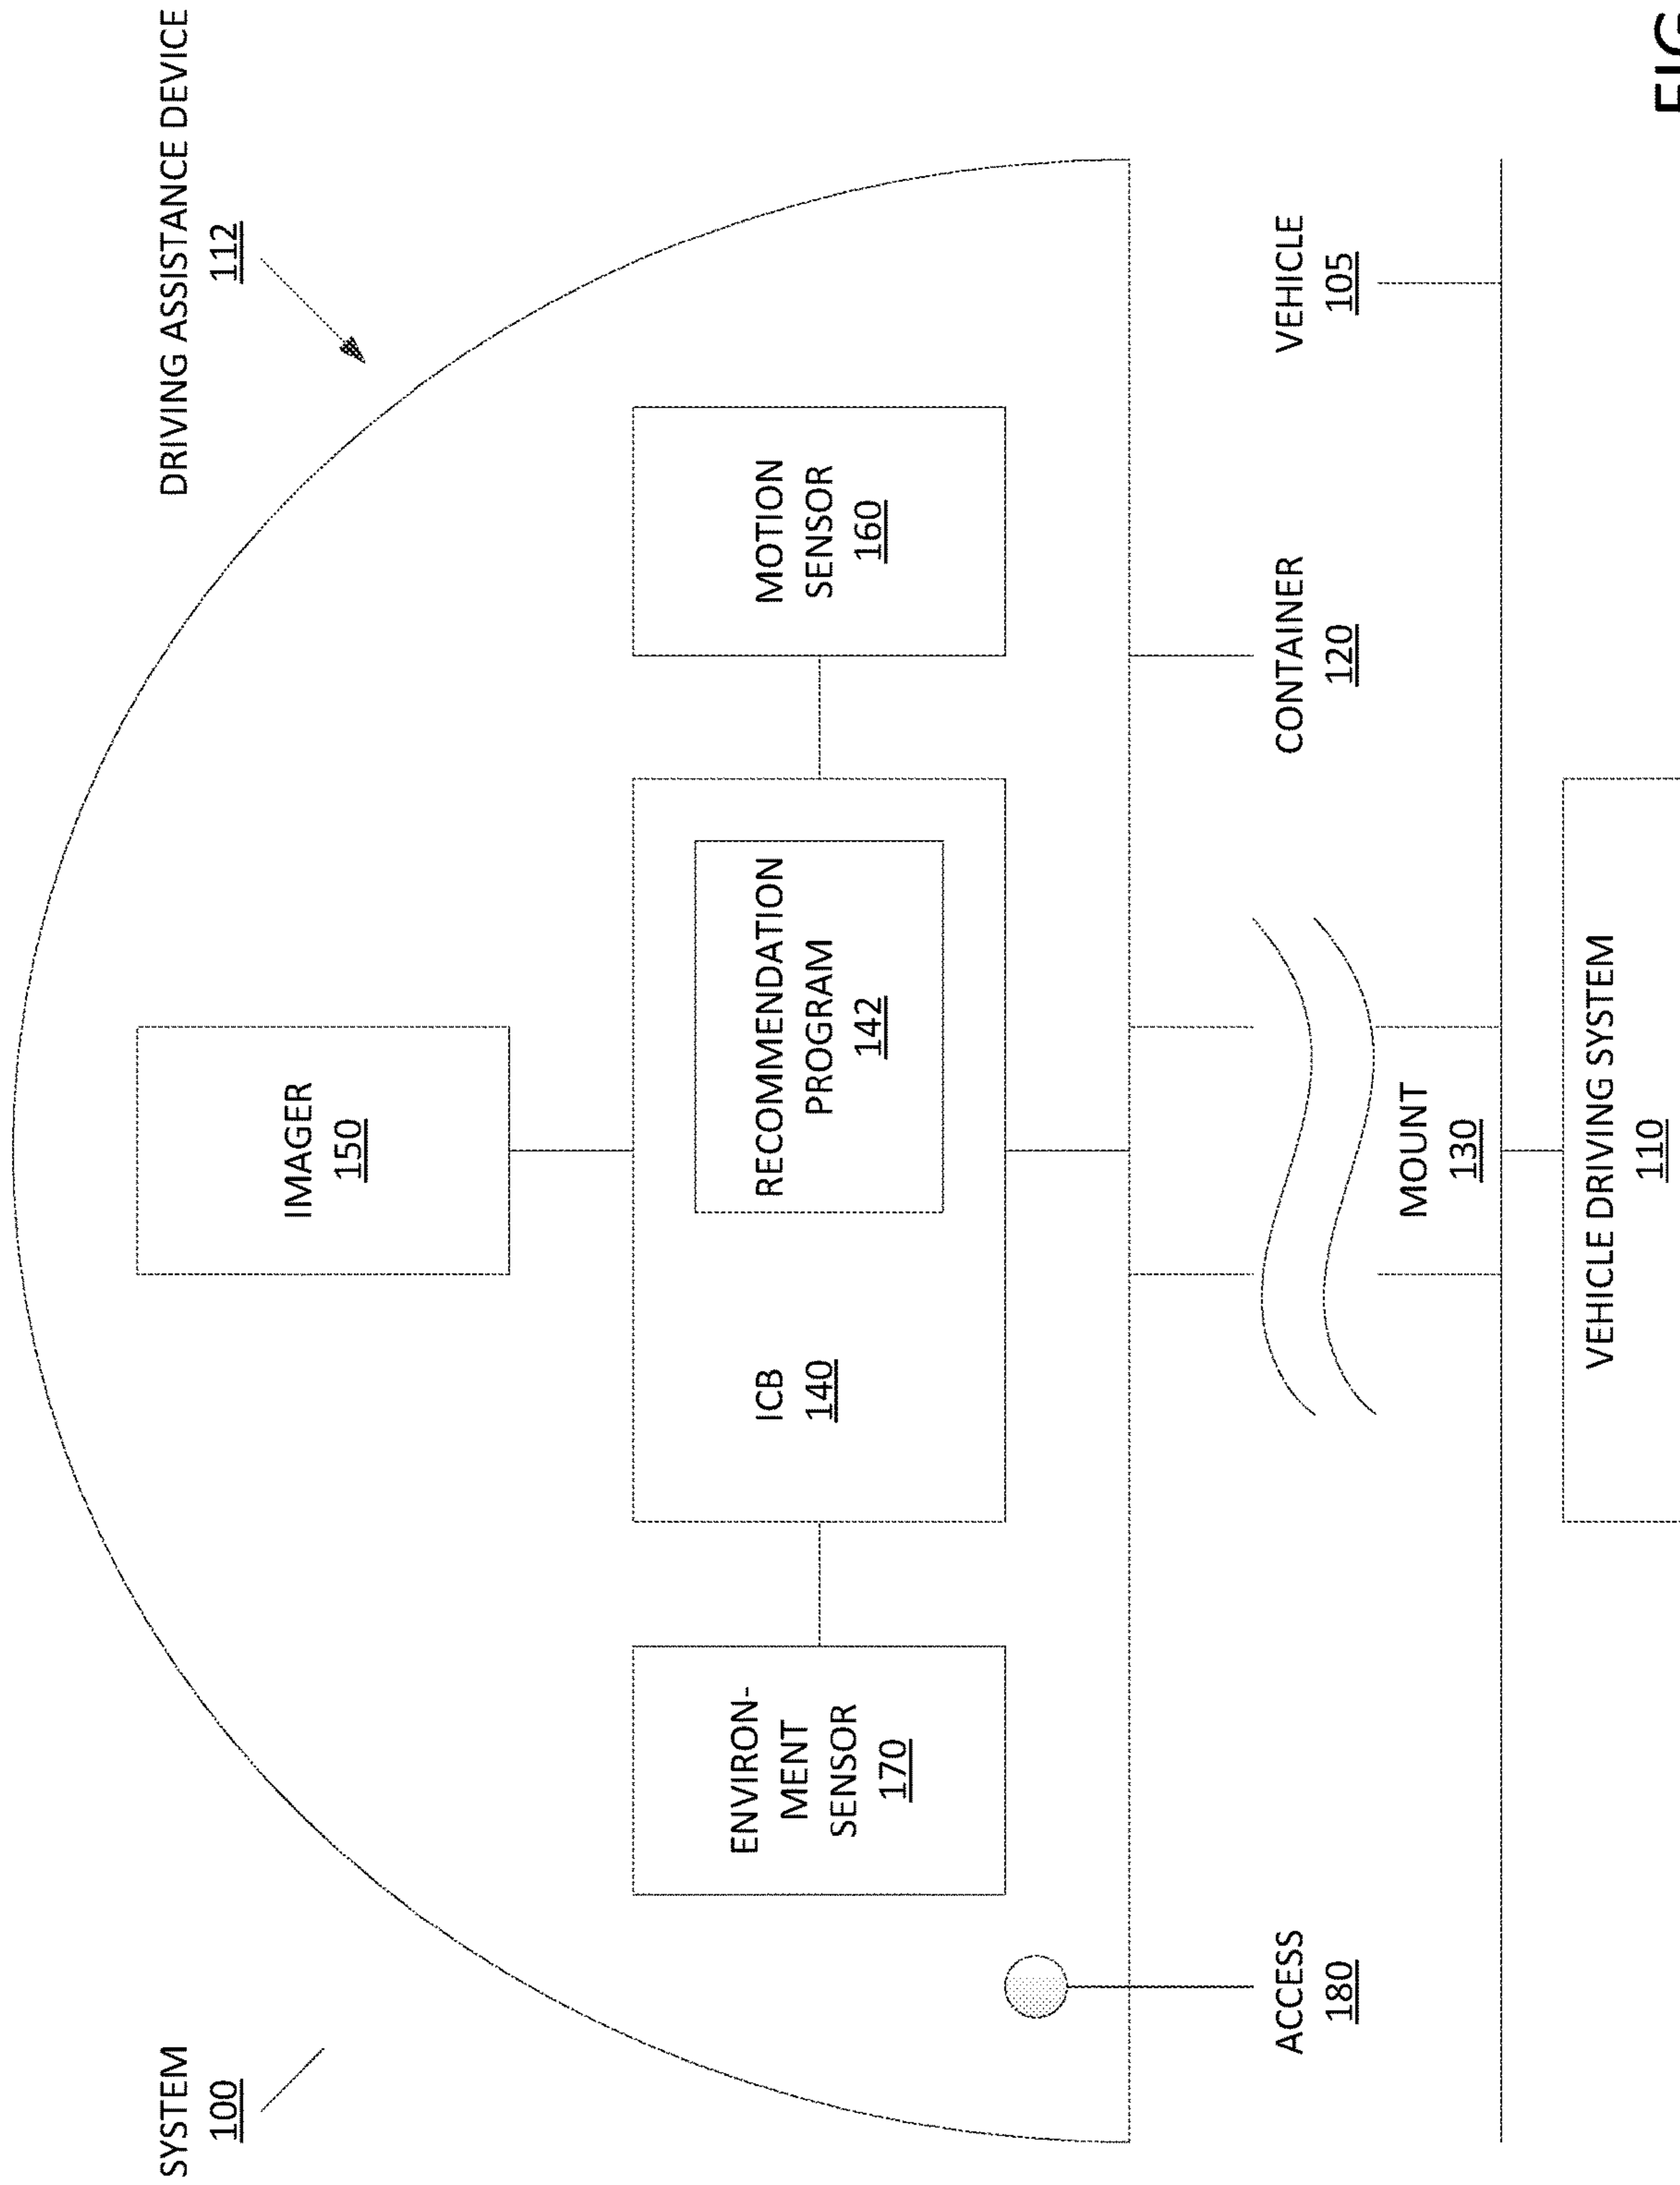 SYSTEM
100
DRIVING ASSISTANCE DEVICE
112
IMAGER
150
ENVIRON-
MENT
SENSOR
170
ICB
140
RECOMMENDATION
PROGRAM
142
MOTION
SENSOR
160
ACCESS
180
CONTAINER
120
VEHICLE
105
MOUNT
130
VEHICLE DRIVING SYSTEM
110
FIG